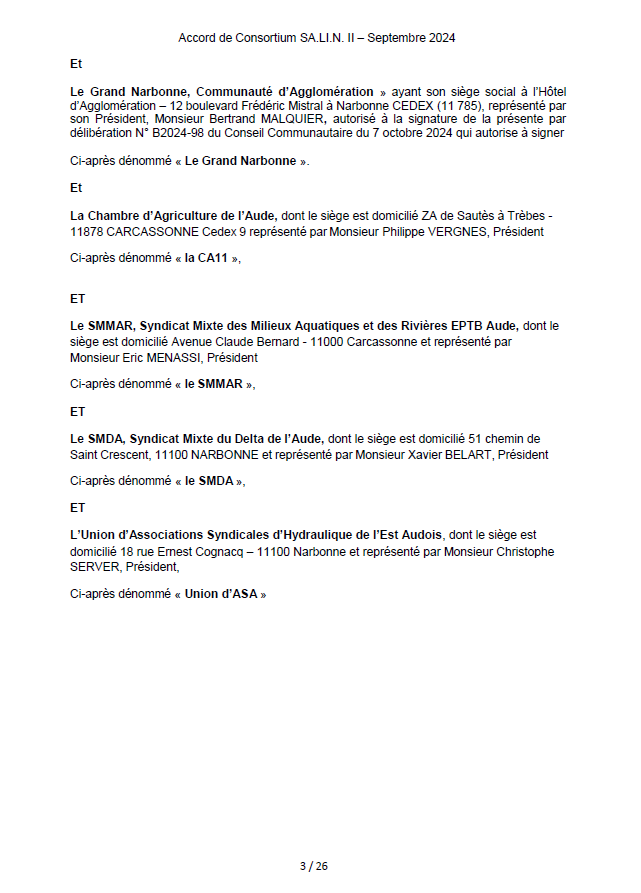 Accord de Consortium SA.LI.N. II – Septembre 2024
Et
Le Grand Narbonne, Communauté d’Agglomération » ayant son siège social à l’Hôtel
d’Agglomération – 12 boulevard Frédéric Mistral à Narbonne CEDEX (11 785), représenté par
son Président, Monsieur Bertrand MALQUIER, autorisé à la signature de la présente par
délibération N° B2024-98 du Conseil Communautaire du 7 octobre 2024 qui autorise à signer
Ci-après dénommé « Le Grand Narbonne ».
Et
La Chambre d’Agriculture de l’Aude, dont le siège est domicilié ZA de Sautès à Trèbes -
11878 CARCASSONNE Cedex 9 représenté par Monsieur Philippe VERGNES, Président
Ci-après dénommé « la CA11 »,
ET
Le SMMAR, Syndicat Mixte des Milieux Aquatiques et des Rivières EPTB Aude, dont le
siège est domicilié Avenue Claude Bernard - 11000 Carcassonne et représenté par
Monsieur Eric MENASSI, Président
Ci-après dénommé « le SMMAR »,
ET
Le SMDA, Syndicat Mixte du Delta de l’Aude, dont le siège est domicilié 51 chemin de
Saint Crescent, 11100 NARBONNE et représenté par Monsieur Xavier BELART, Président
Ci-après dénommé « le SMDA »,
ET
L’Union d’Associations Syndicales d’Hydraulique de l’Est Audois, dont le siège est
domicilié 18 rue Ernest Cognacq – 11100 Narbonne et représenté par Monsieur Christophe
SERVER, Président,
Ci-après dénommé « Union d’ASA »
3 / 26